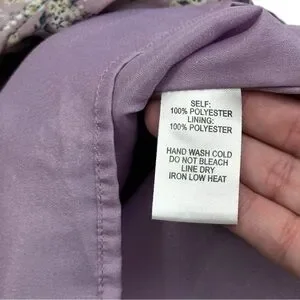 SELF:
100% POLYESTER
LINING:
100% POLYESTER
HAND WASH COLD
DO NOT BLEACH
LINE DRY
IRON LOW HEAT